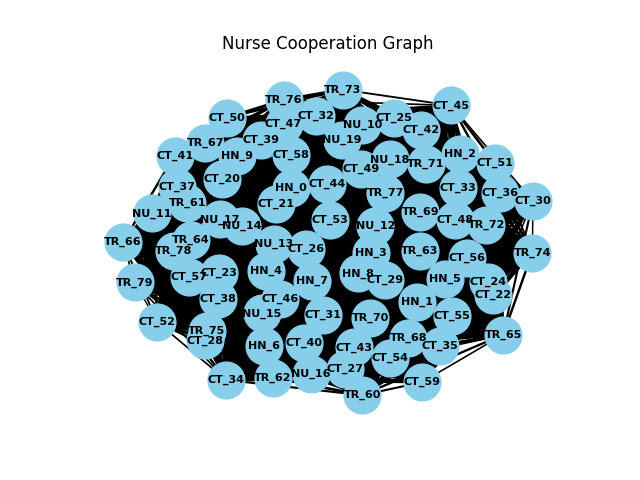 Nurse Cooperation Graph
TR_73
TR_76
CT_45
CT_50
CT_32
CT_25
CT_47
NU_10
CT_42
CT_39
NU_19
TR_67
CT_41
HN_9
CT_58
HN_2
NU_18
TR_71
CT_51
CT_49
CT_20
CT_44
CT_37
HN_0
CT_33
TR_77
CT_36
CT_30
TR_61
CT_21
NU_11
TR_69
NU_17
CT_53
CT_48
NU_14
NU_12
TR_72
TR_66
TR_64
NU_13
CT_26
TR_78
HN_3
TR_63
TR_74
CT_56
HN_4
CT_23
HN_8
CT_57
HN_7
CT_29
HN_5
TR_79
CT_24
CT_22
CT_38
CT_46
HN_1
NU_15
CT_31
TR_70
CT_55
CT_52
TR_75
TR_65
TR_68
CT_28
CT_40
HN_6
CT_43
CT_35
CT_54
CT_27
NU_16
TR_62
CT_34
CT_59
TR_60